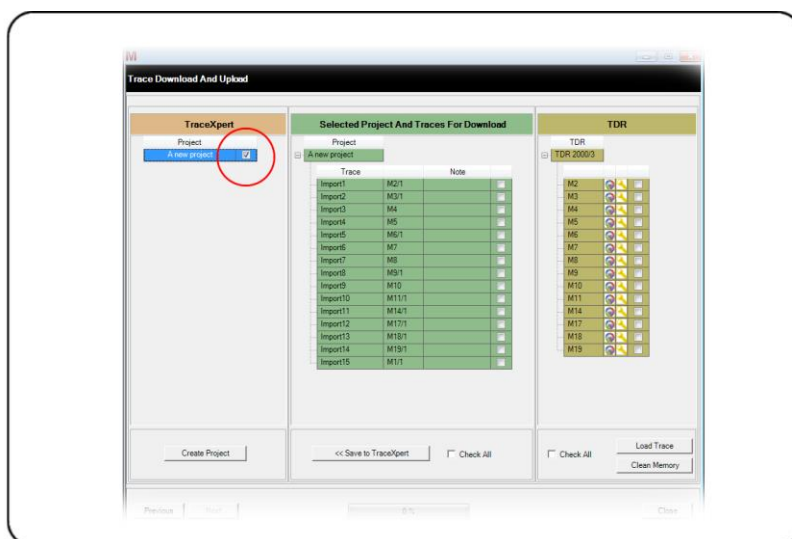 M
Trace Download And Upload
TraceXpert
Project
A new project
Selected Project And Traces For Download
Project
A new project
Trace Note
Import1 M2/1
Import2 M3/1
Import3 M4
Import4 M5
Import5 M6/1
Import6 M7
Import7 M8
Import8 M9/1
Import9 M10
Import10 M11/1
Import11 M14/1
Import12 M17/1
Import13 M18/1
Import14 M19/1
Import15 M1/1
TDR
TDR
TDR 2000/3
M2
M3
M4
M5
M6
M7
M8
M9
M10
M11
M14
M17
M18
M19
Create Project
<< Save to TraceXpert
Check All
Check All
Load Trace
Clean Memory
Previous
Next
0 %
Close